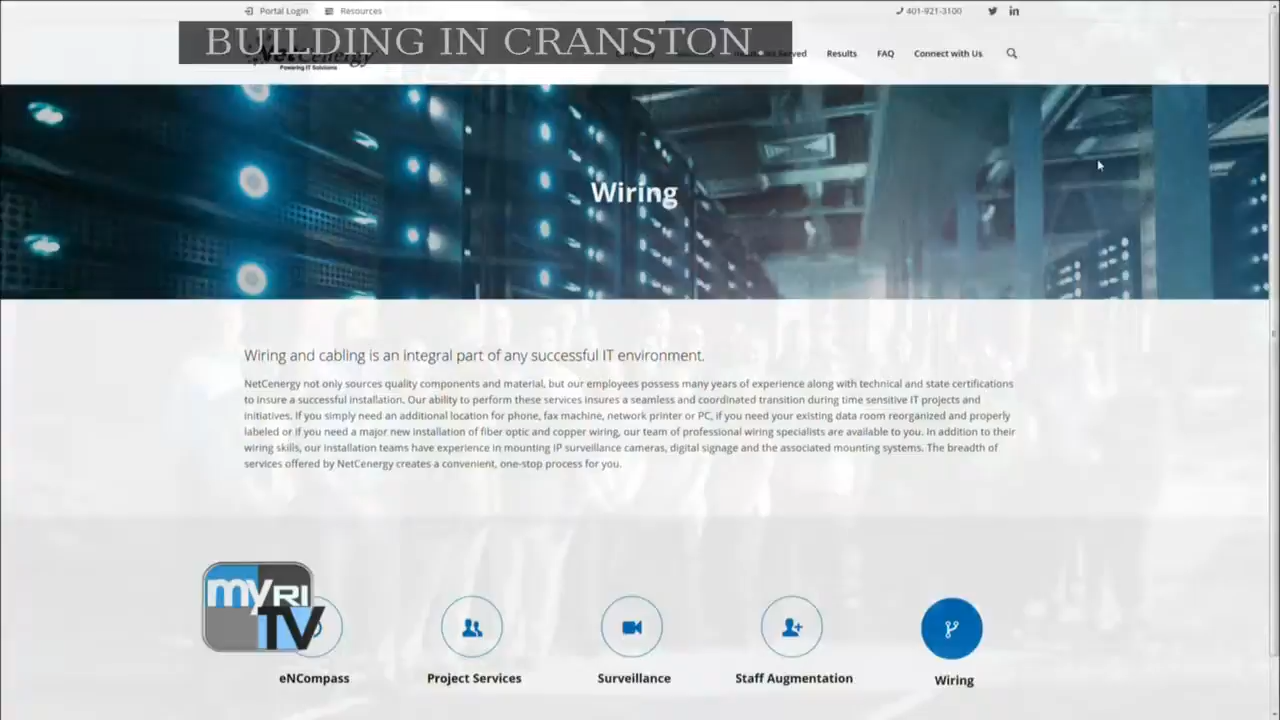 Portal Login Resources 401-921-3100
BUILDING IN CRANSTON
NetCenergy
Powering IT Solutions
Served Results FAQ Connect with Us
Wiring
Wiring and cabling is an integral part of any successful IT environment.
NetCenergy not only sources quality components and material, but our employees possess many years of experience along with technical and state certifications
to insure a successful installation. Our ability to perform these services insures a seamless and coordinated transition during time sensitive IT projects and
initiatives. If you simply need an additional location for phone, fax machine, network printer or PC, if you need your existing data room reorganized and properly
labeled or if you need a major new installation of fiber optic and copper wiring, our team of professional wiring specialists are available to you. In addition to their
wiring skills, our installation teams have experience in mounting IP surveillance cameras, digital signage and the associated mounting systems. The breadth of
services offered by NetCenergy creates a convenient, one-stop process for you.
myRI
TV
eNCompass Project Services Surveillance Staff Augmentation Wiring